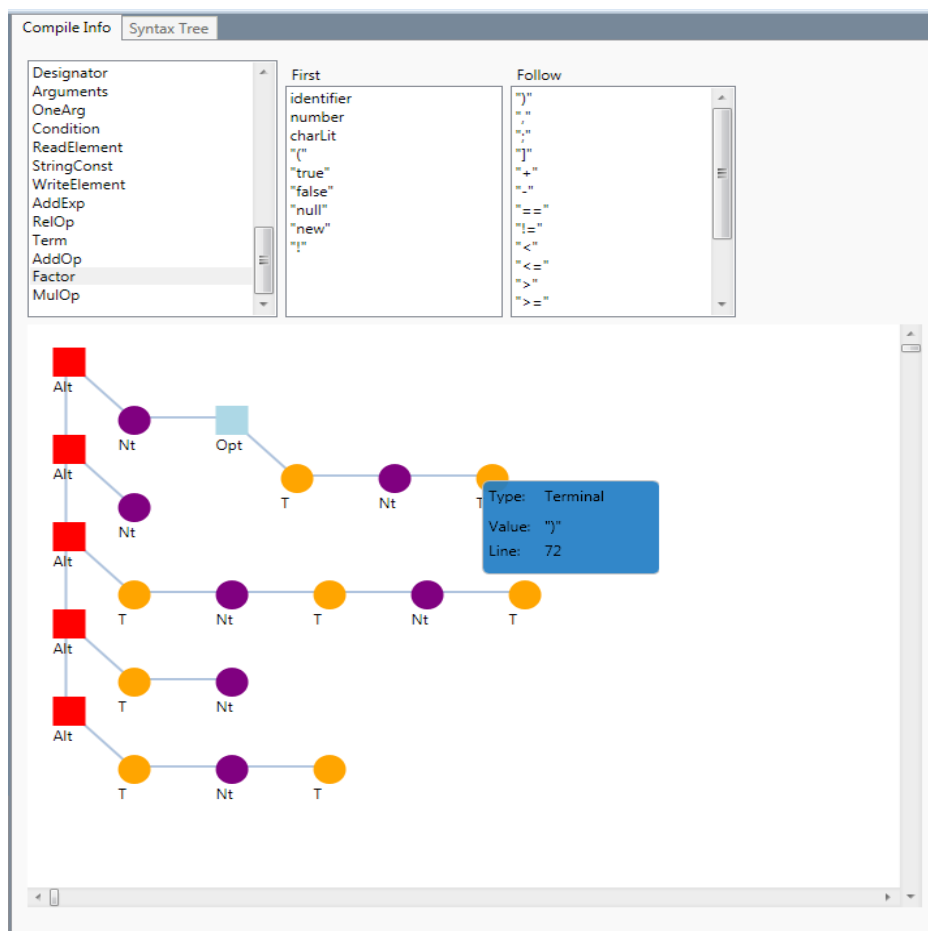 Compile Info
Syntax Tree
Designator
Arguments
OneArg
Condition
ReadElement
StringConst
WriteElement
AddExp
RelOp
Term
AddOp
Factor
MulOp
First
identifier
number
charLit
"("
"true"
"false"
"null"
"new"
"!"
Follow
")"
","
";"
"]"
"+"
"-"
"=="
"!="
"<"
"<="
">"
">="
Alt
Nt
Opt
T
Nt
T
Type: Terminal
Value: ")"
Line: 72
Alt
Nt
Alt
T
Nt
T
Nt
T
Alt
T
Nt
Alt
T
Nt
T